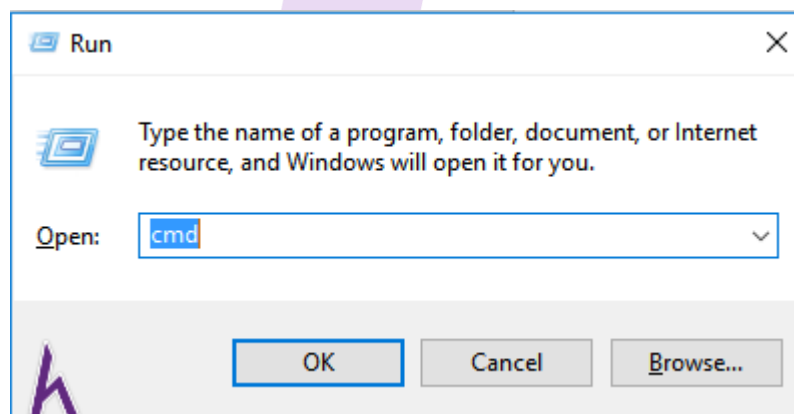 Run
Type the name of a program, folder, document, or Internet
resource, and Windows will open it for you.
Open: cmd
OK Cancel Browse...